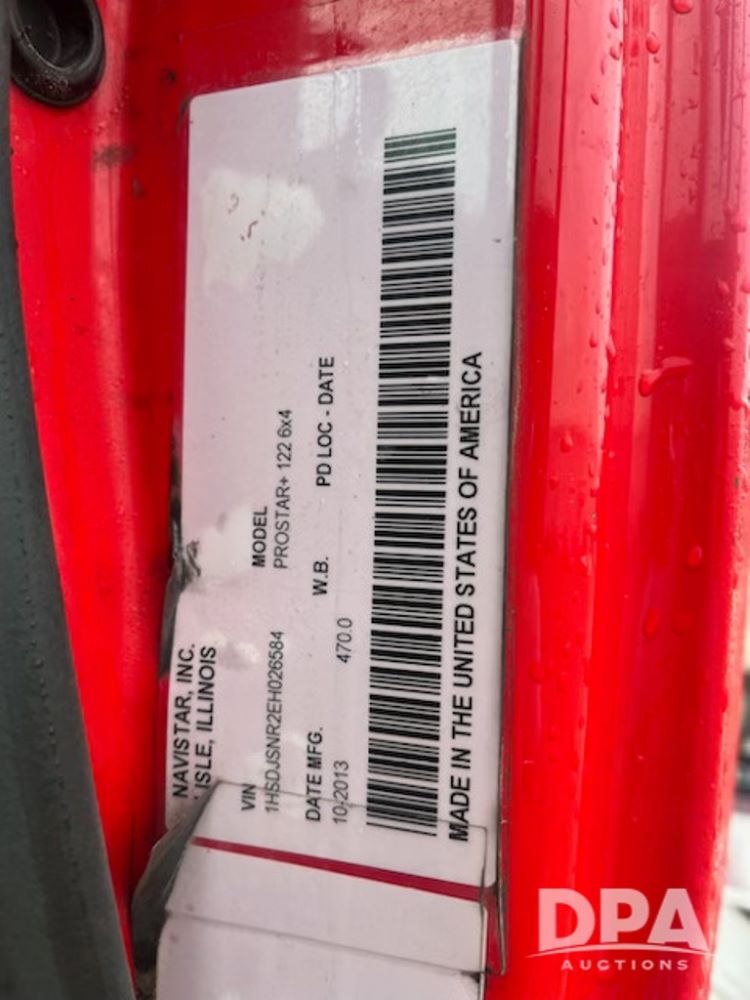 NAVISTAR, INC.
LISLE, ILLINOIS
VIN MODEL
1HSDJSNR2EH026584 PROSTAR+ 122 6x4
DATE MFG. W.B. PD LOC - DATE
10-2013 470.0
MADE IN THE UNITED STATES OF AMERICA
DPA
AUCTIONS